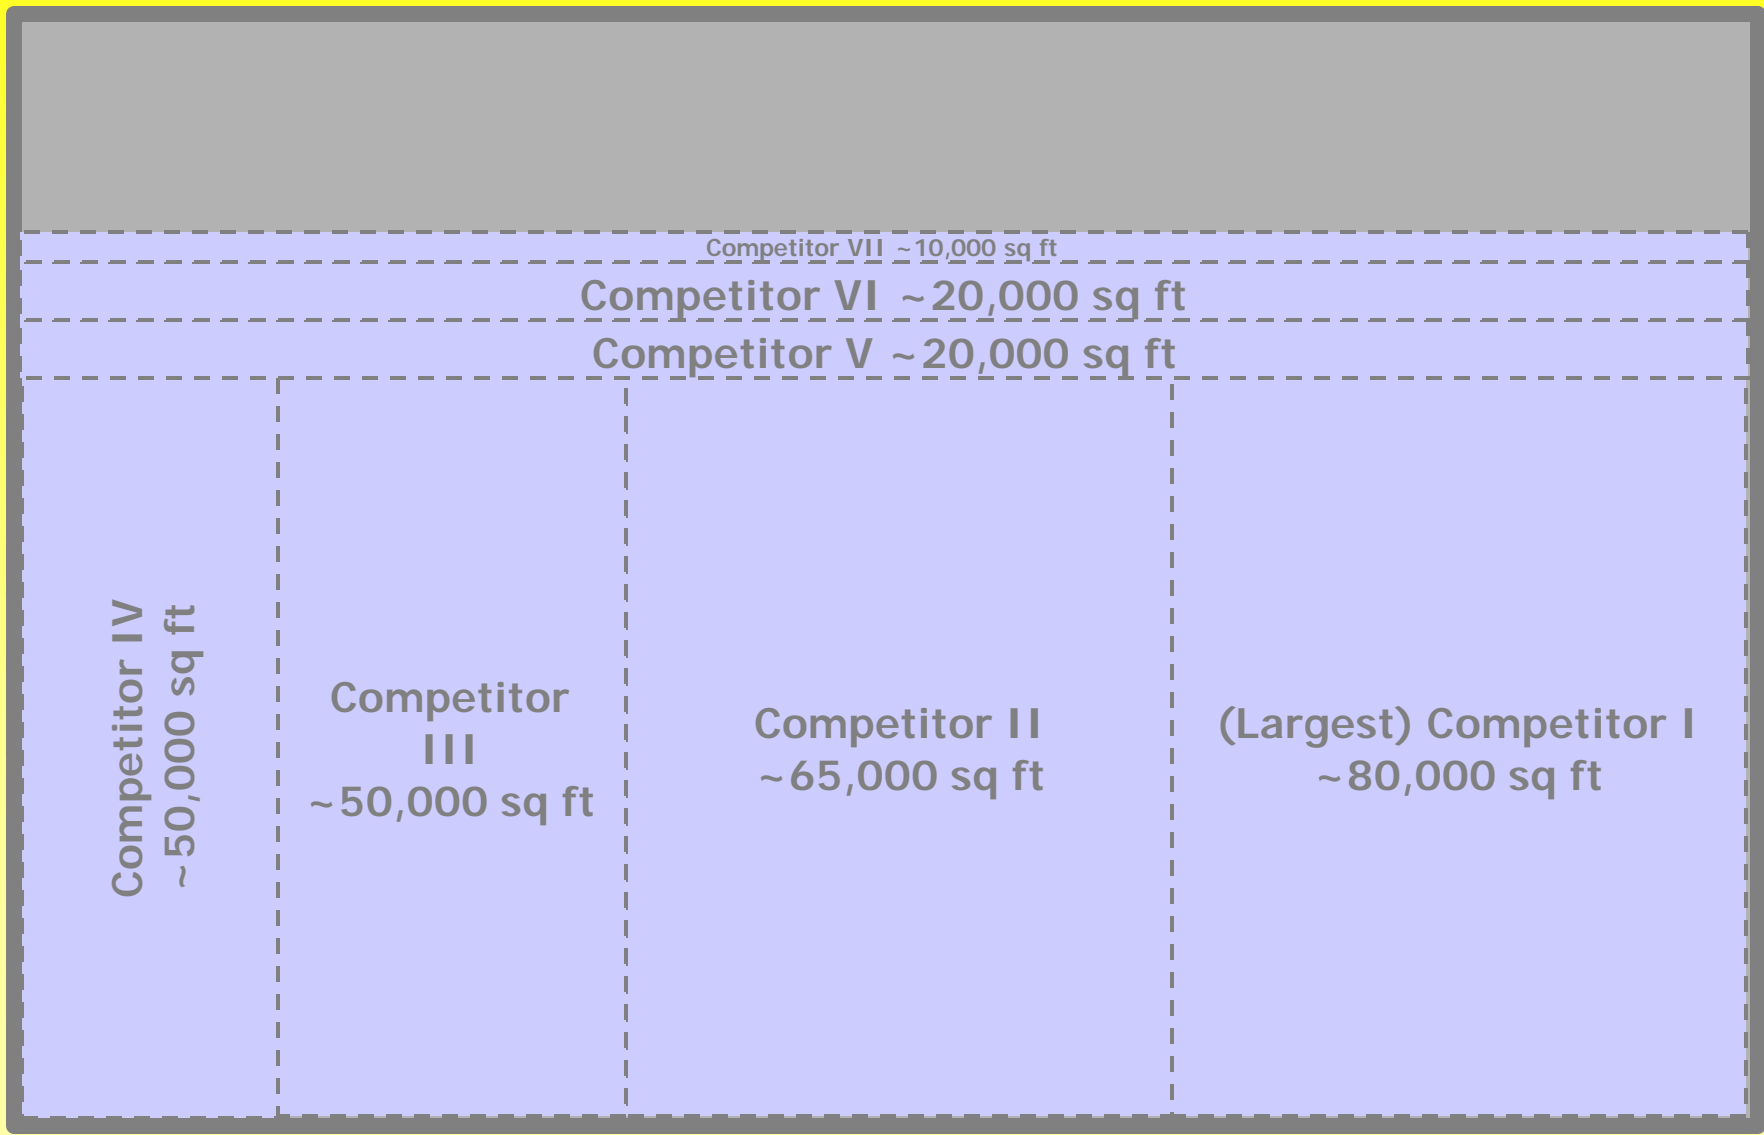 Competitor VII ~10,000 sq ft
Competitor VI ~20,000 sq ft
Competitor V ~20,000 sq ft
Competitor IV
~50,000 sq ft
Competitor
III
~50,000 sq ft
Competitor II
~65,000 sq ft
(Largest) Competitor I
~80,000 sq ft